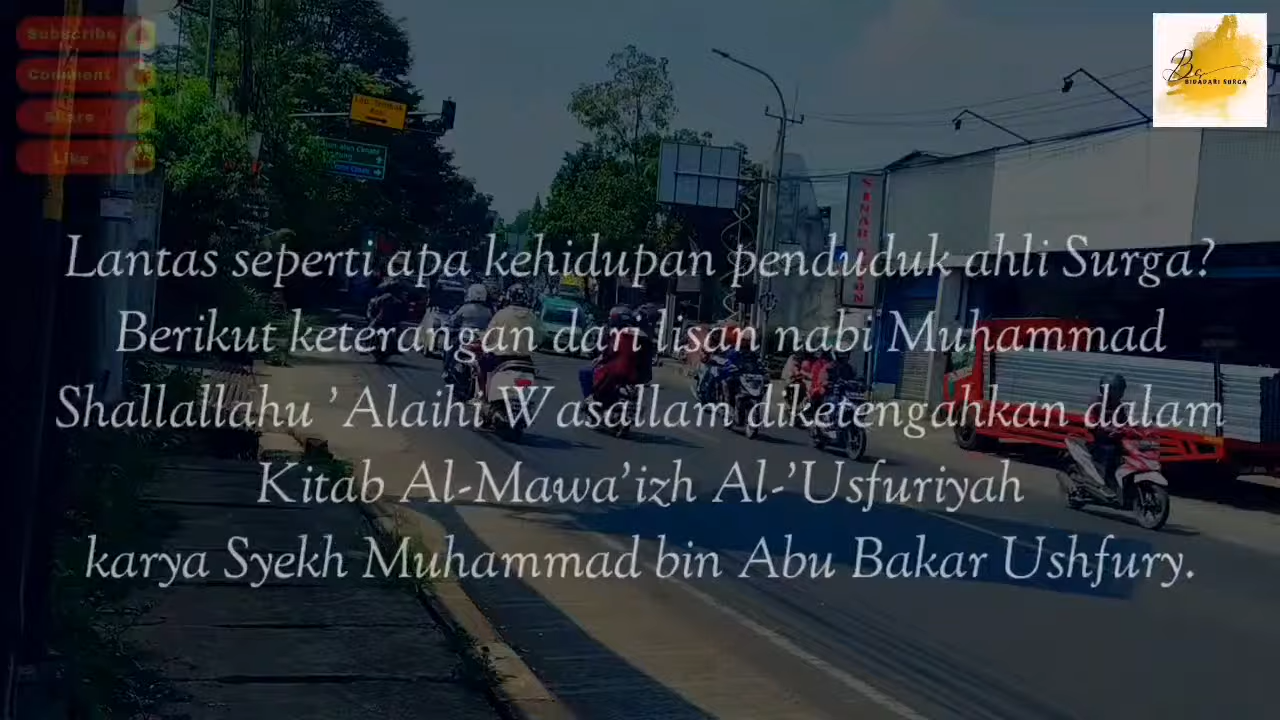 Subscribe
Comment
Share
Like
BIDADARI SURGA
Lantas seperti apa kehidupan penduduk ahli Surga?
Berikut keterangan dari lisan nabi Muhammad
Shallallahu 'Alaihi Wasallam diketengahkan dalam
Kitab Al-Mawa'izh Al-'Usfuriyah
karya Syekh Muhammad bin Abu Bakar Ushfury.